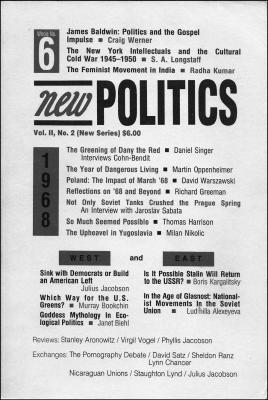 Whole No.
6
James Baldwin: Politics and the Gospel
Impulse ■ Craig Werner
The New York Intellectuals and the Cultural
Cold War 1945–1950 ■ S. A. Longstaff
The Feminist Movement in India ■ Radha Kumar
new POLITICS
Vol. II, No. 2 (New Series) $6.00
1968
The Greening of Dany the Red ■ Daniel Singer
Interviews Cohn-Bendit
The Year of Dangerous Living ■ Martin Oppenheimer
Poland: The Impact of March '68 ■ David Warszawski
Reflections on '68 and Beyond ■ Richard Greeman
Not Only Soviet Tanks Crushed the Prague Spring
An Interview with Jaroslav Sabata
So Much Seemed Possible ■ Thomas Harrison
The Upheaval in Yugoslavia ■ Milan Nikolic
WEST and EAST
Sink with Democrats or Build
an American Left
Julius Jacobson
Which Way for the U.S.
Greens? ■ Murray Bookchin
Goddess Mythology in Eco-
logical Politics ■ Janet Biehl
Is It Possible Stalin Will Return
to the USSR? ■ Boris Kargalitsky
In the Age of Glasnost: National-
ist Movements In the Soviet
Union ■ Ludmilla Alexeyeva
Reviews: Stanley Aronowitz / Virgil Vogel / Phyllis Jacobson
Exchanges: The Pornography Debate / David Satz / Sheldon Ranz
Lynn Chancer
Nicaraguan Unions / Staughton Lynd / Julius Jacobson